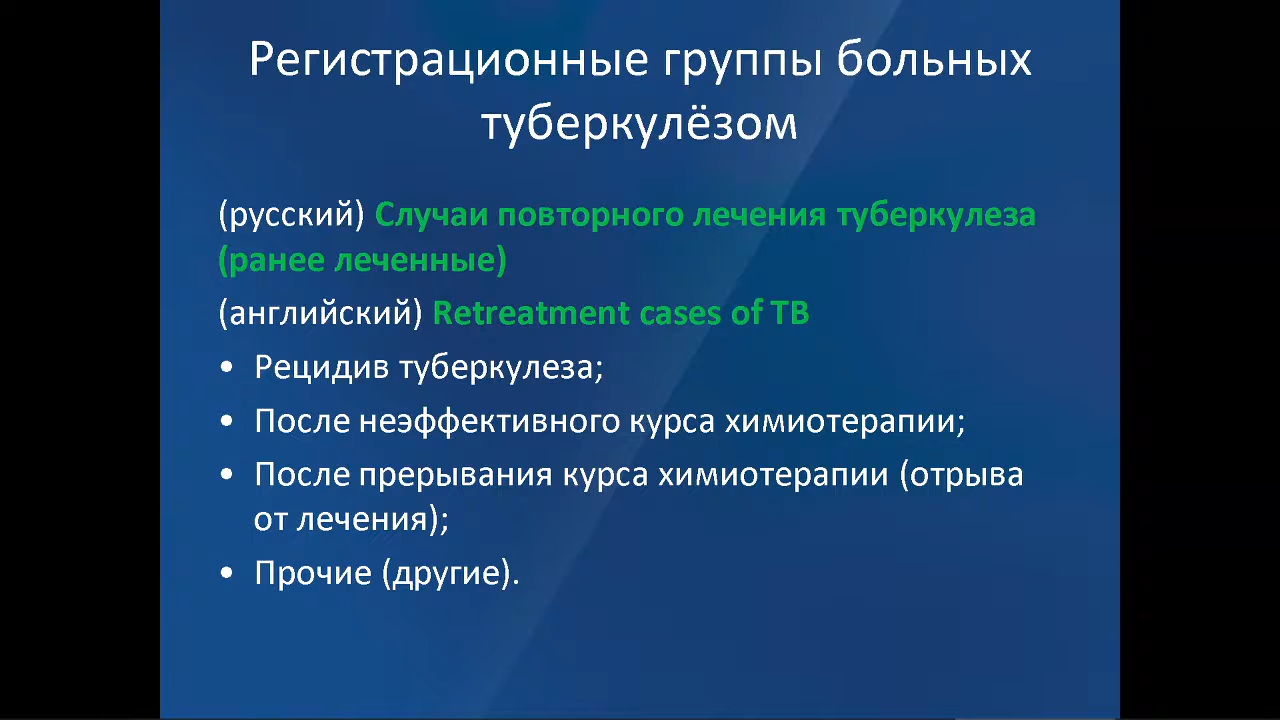 Регистрационные группы больных
туберкулёзом
(русский) Случаи повторного лечения туберкулеза
(ранее леченные)
(английский) Retreatment cases of TB
• Рецидив туберкулеза;
• После неэффективного курса химиотерапии;
• После прерывания курса химиотерапии (отрыва
от лечения);
• Прочие (другие).